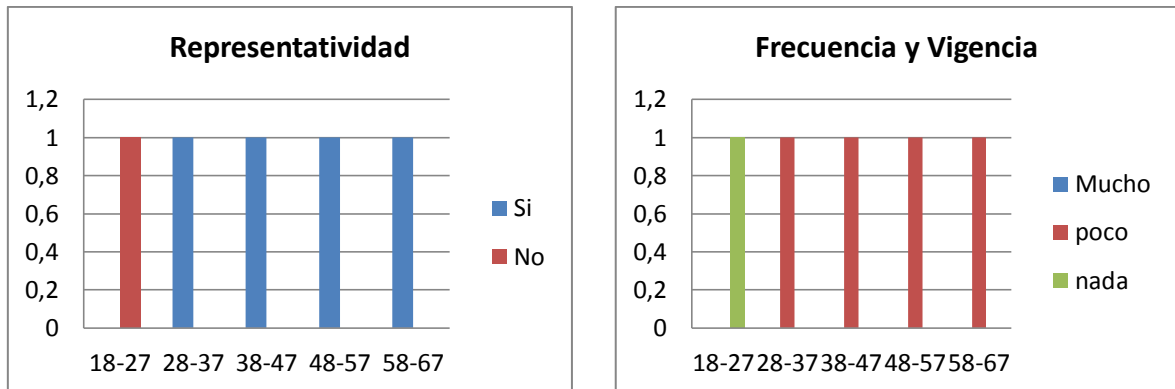 Representatividad
1,2
1
0,8
0,6
0,4
0,2
0
18-27 28-37 38-47 48-57 58-67
Si
No
Frecuencia y Vigencia
1,2
1
0,8
0,6
0,4
0,2
0
18-27 28-37 38-47 48-57 58-67
Mucho
poco
nada